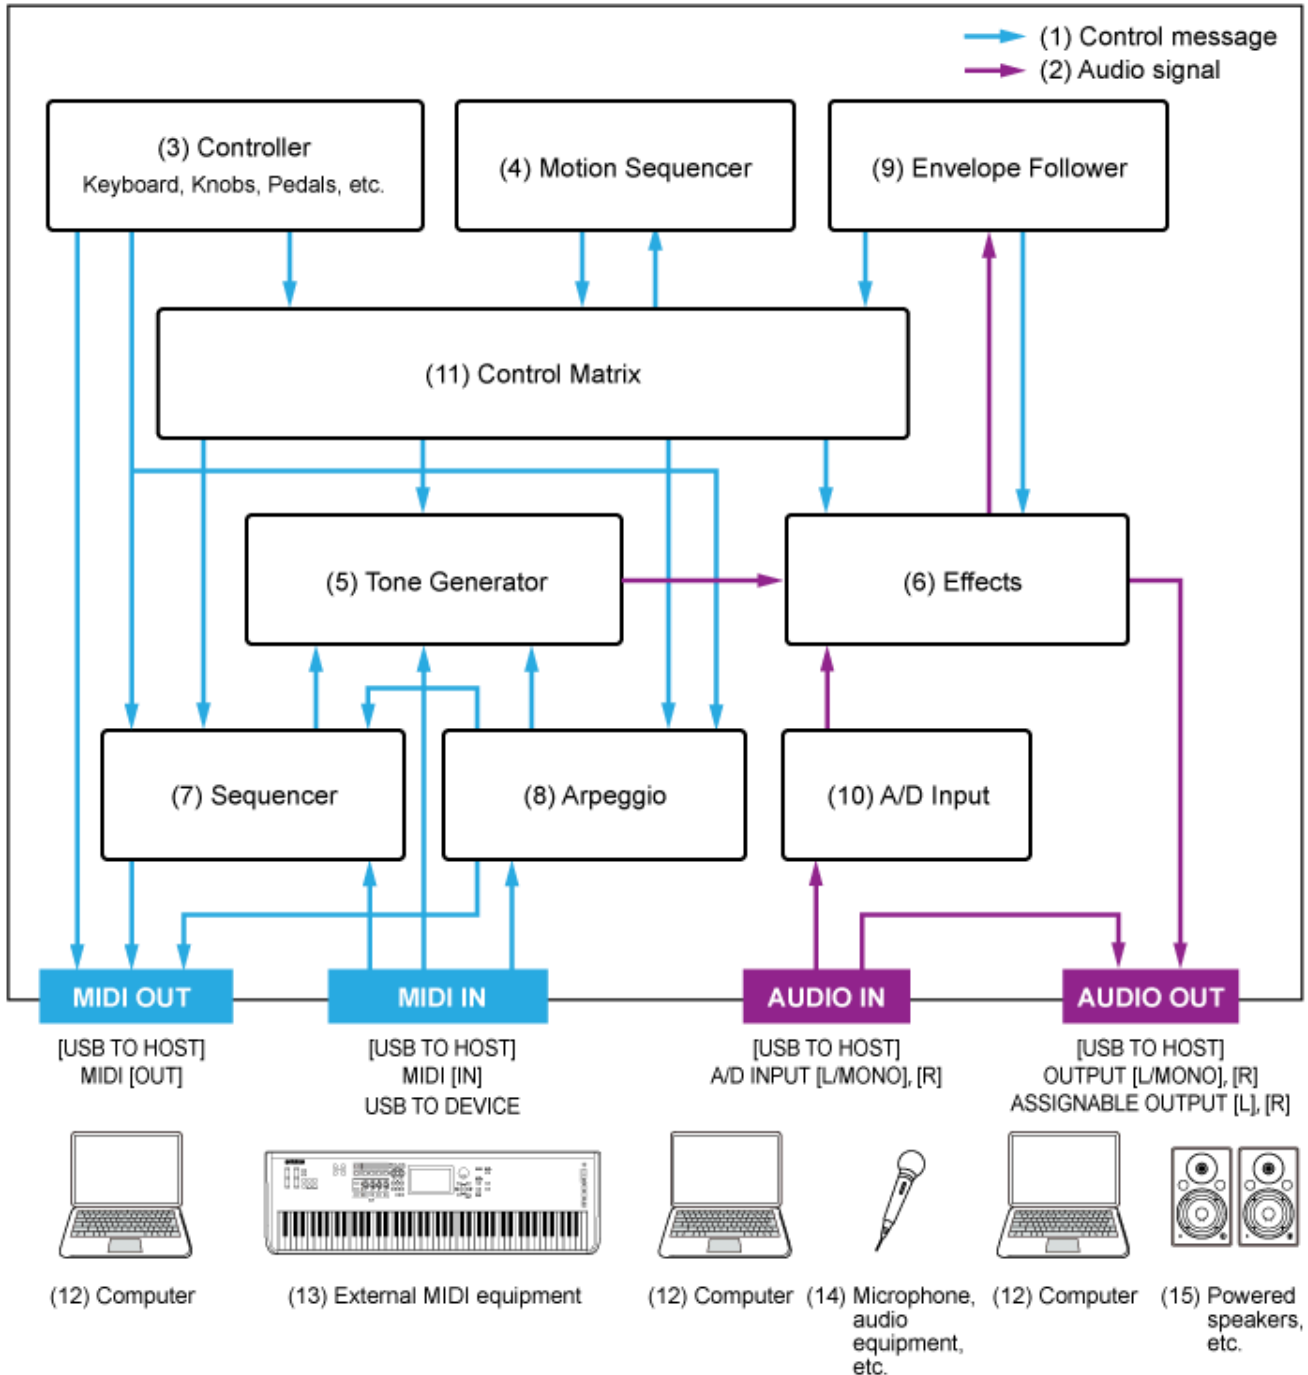 (1) Control message
(2) Audio signal
(3) Controller
Keyboard, Knobs, Pedals, etc.
(4) Motion Sequencer
(9) Envelope Follower
(11) Control Matrix
(5) Tone Generator
(6) Effects
(7) Sequencer
(8) Arpeggio
(10) A/D Input
MIDI OUT
MIDI IN
AUDIO IN
AUDIO OUT
[USB TO HOST]
MIDI [OUT]
[USB TO HOST]
MIDI [IN]
USB TO DEVICE
[USB TO HOST]
A/D INPUT [L/MONO], [R]
[USB TO HOST]
OUTPUT [L/MONO], [R]
ASSIGNABLE OUTPUT [L], [R]
(12) Computer
(13) External MIDI equipment
(12) Computer
(14) Microphone,
audio
equipment,
etc.
(12) Computer
(15) Powered
speakers,
etc.